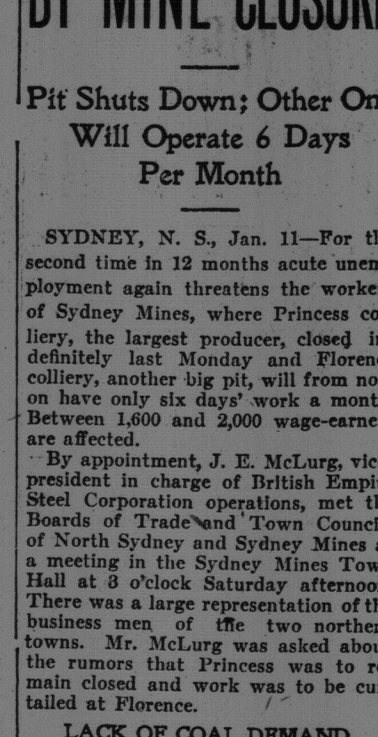 BY MINE CLOSUR
Pit Shuts Down; Other On
Will Operate 6 Days
Per Month
SYDNEY, N. S., Jan. 11—For th
second time in 12 months acute unem
ployment again threatens the worke
of Sydney Mines, where Princess co
liery, the largest producer, closed in
definitely last Monday and Florenc
colliery, another big pit, will from no
on have only six days' work a mont
Between 1,600 and 2,000 wage-earne
are affected.
By appointment, J. E. McLurg, vic
president in charge of British Empi
Steel Corporation operations, met th
Boards of Trade and Town Counci
of North Sydney and Sydney Mines a
a meeting in the Sydney Mines Tow
Hall at 3 o'clock Saturday afternoo
There was a large representation of th
business men of the two norther
towns. Mr. McLurg was asked abou
the rumors that Princess was to re
main closed and work was to be cu
tailed at Florence.
LACK OF COAL DEMAND